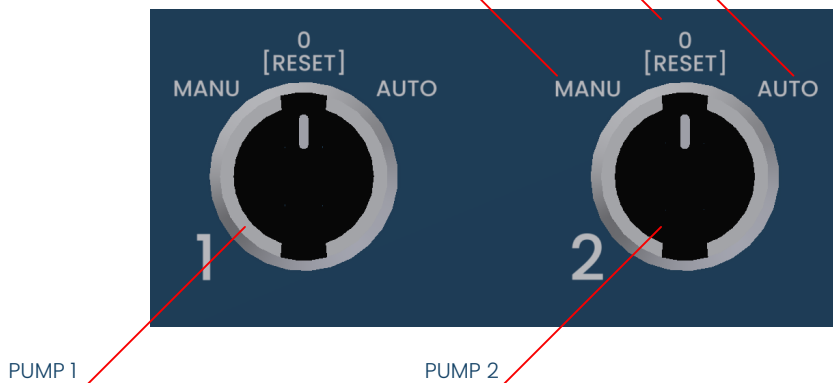 0
[RESET]
MANU
AUTO
1
0
[RESET]
MANU
AUTO
2
PUMP 1
PUMP 2